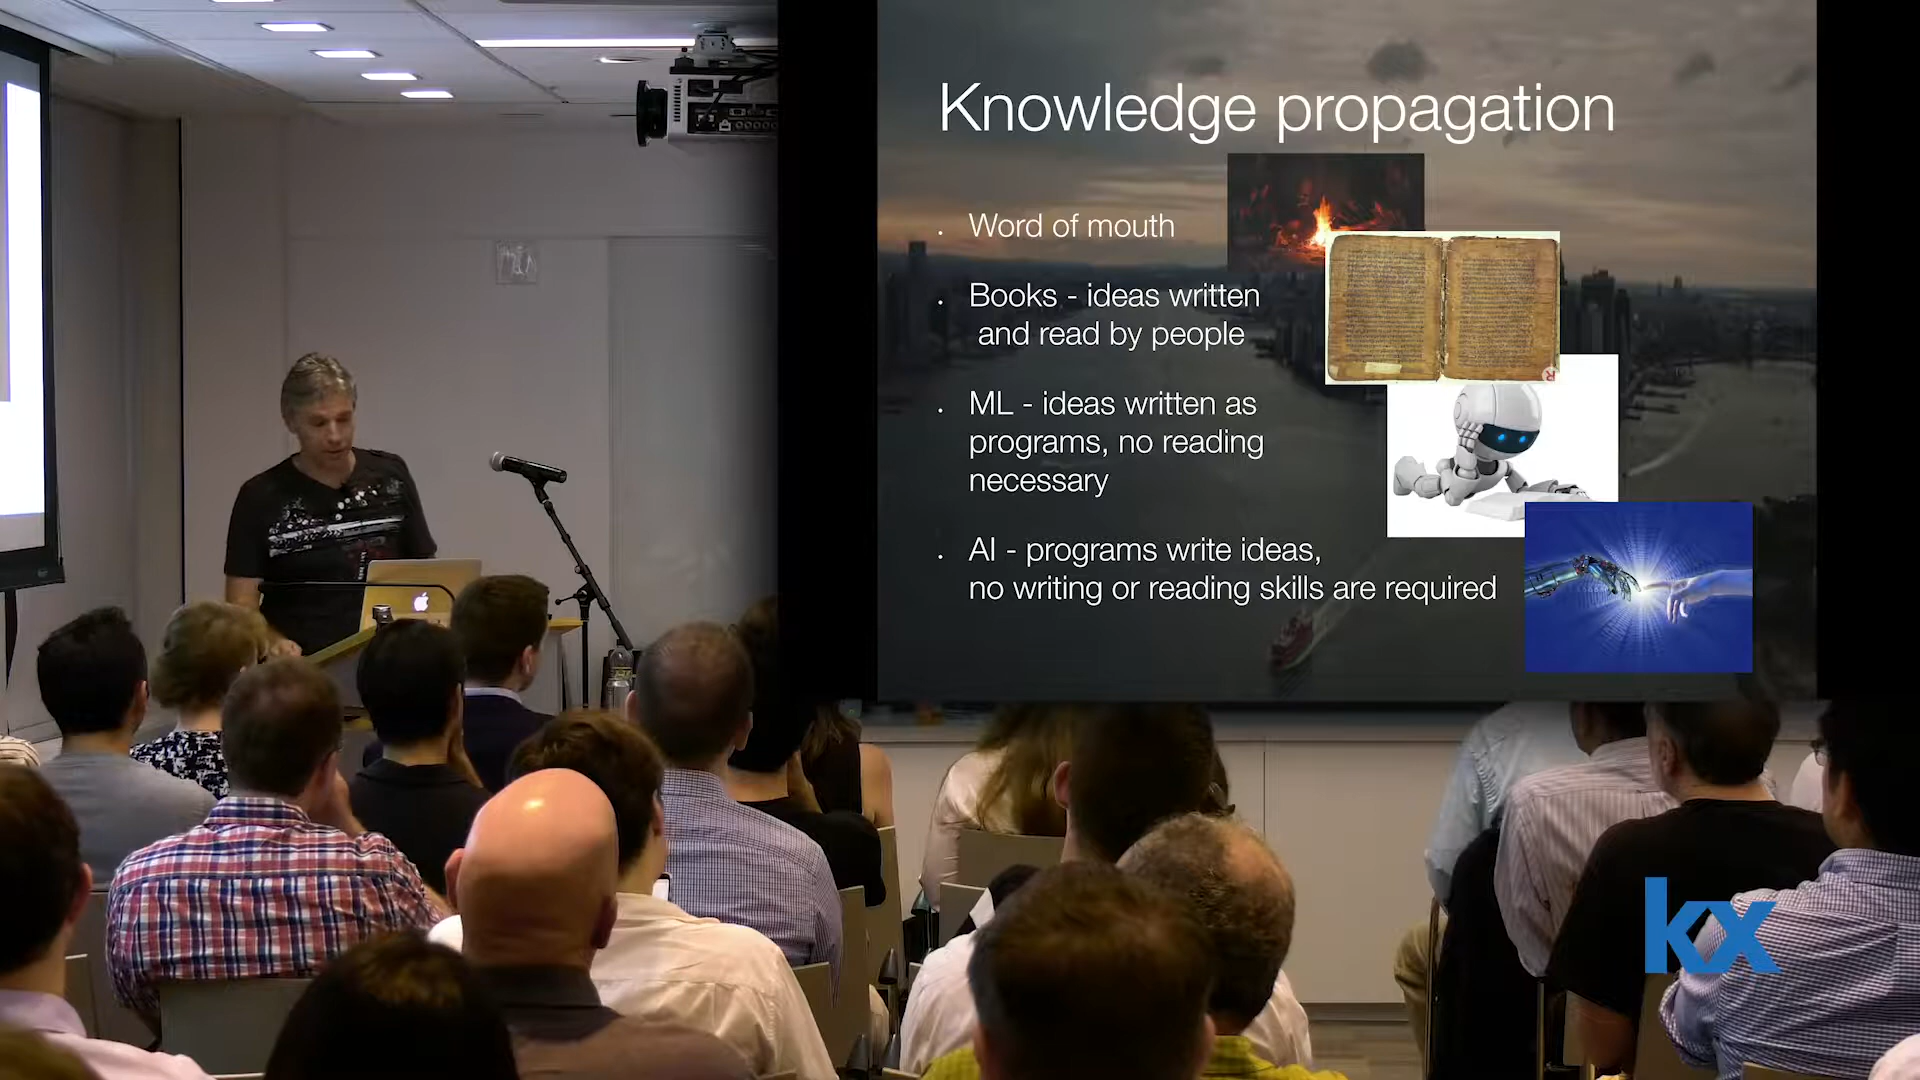 Knowledge propagation
. Word of mouth
. Books - ideas written
and read by people
. ML - ideas written as
programs, no reading
necessary
. AI - programs write ideas,
no writing or reading skills are required
kx